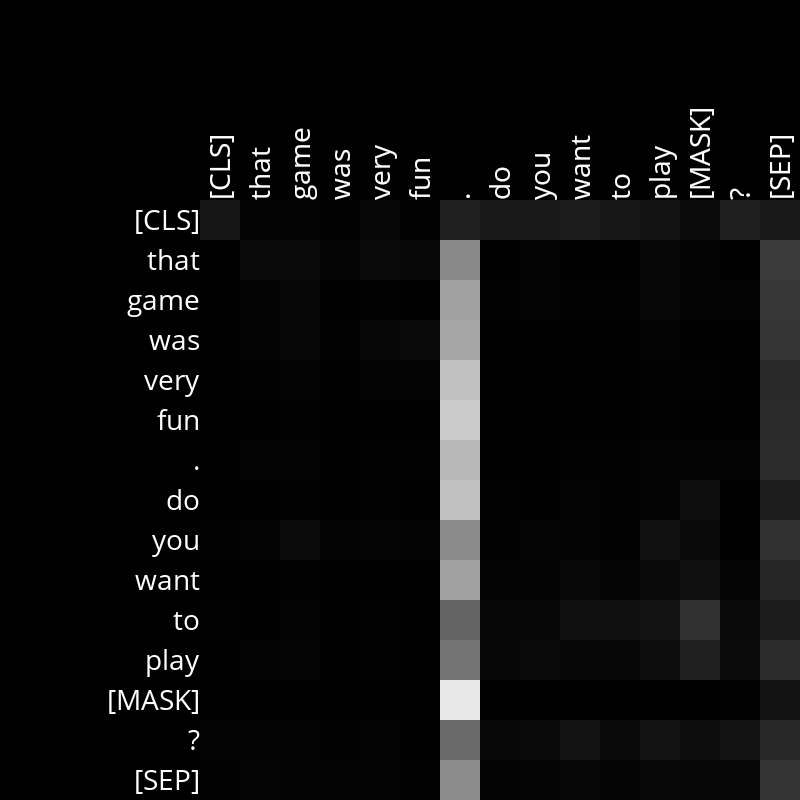 [CLS] that game was very fun . do you want to play [MASK] ? [SEP]
[CLS]
that
game
was
very
fun
.
do
you
want
to
play
[MASK]
?
[SEP]